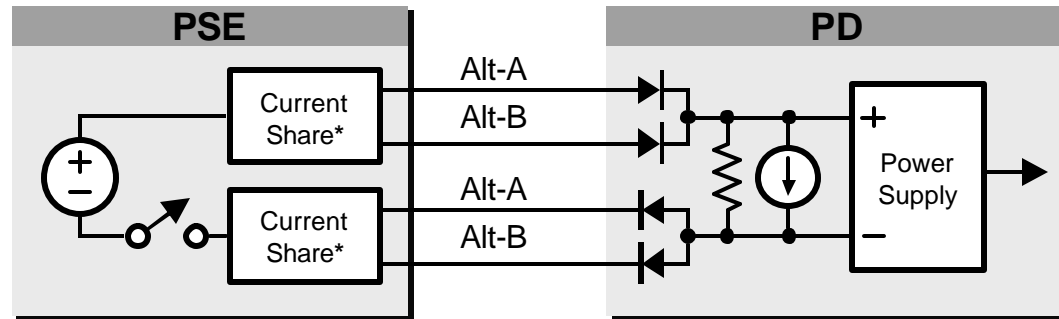 PSE
PD
Alt-A
Alt-B
Current
Share*
+
−
Alt-A
Alt-B
Current
Share*
+
−
Power
Supply